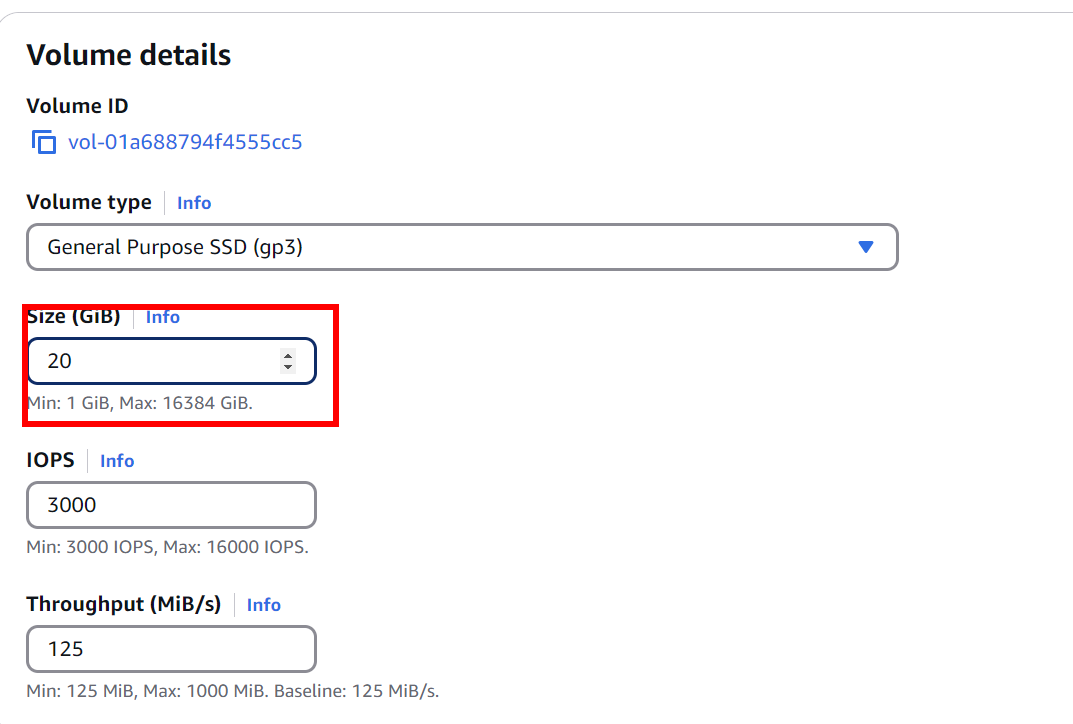 Volume details
Volume ID
vol-01a688794f4555cc5
Volume type Info
General Purpose SSD (gp3)
Size (GiB) Info
20
Min: 1 GiB, Max: 16384 GiB.
IOPS Info
3000
Min: 3000 IOPS, Max: 16000 IOPS.
Throughput (MiB/s) Info
125
Min: 125 MiB, Max: 1000 MiB. Baseline: 125 MiB/s.